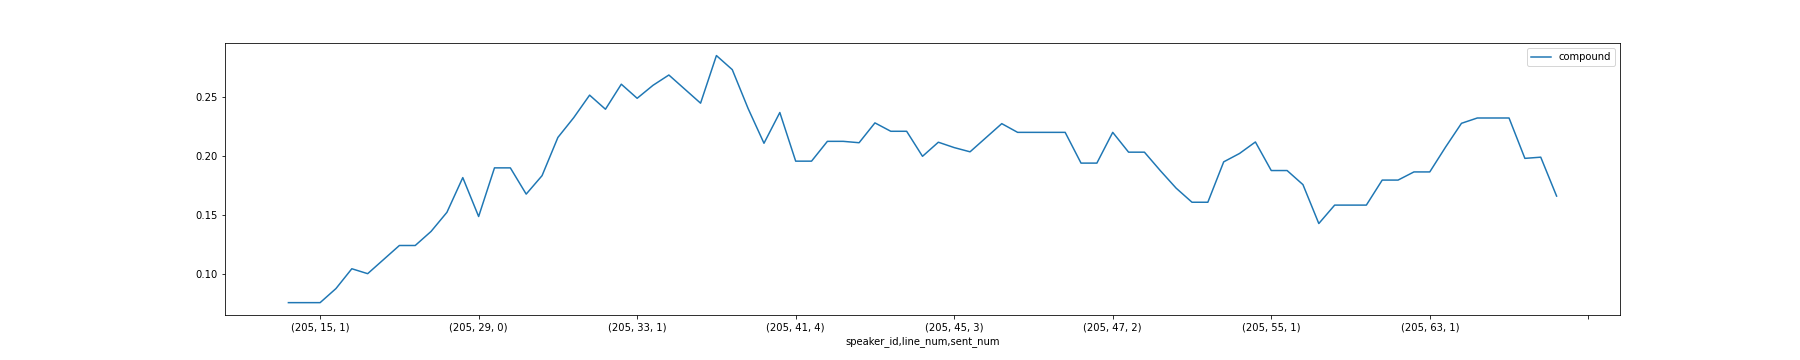 compound
0.25
0.20
0.15
0.10
(205, 15, 1) (205, 29, 0) (205, 33, 1) (205, 41, 4) (205, 45, 3) (205, 47, 2) (205, 55, 1) (205, 63, 1)
speaker_id,line_num,sent_num